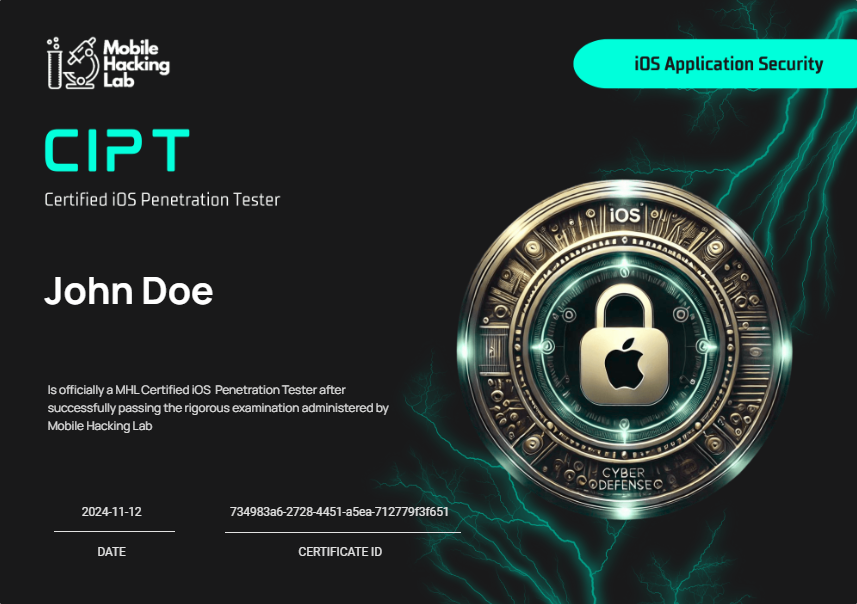 Mobile
Hacking
Lab
iOS Application Security
CIPT
Certified iOS Penetration Tester
iOS
John Doe
Is officially a MHL Certified iOS Penetration Tester after
successfully passing the rigorous examination administered by
Mobile Hacking Lab
CYBER
DEFENSE
2024-11-12
734983a6-2728-4451-a5ea-712779f3f651
DATE
CERTIFICATE ID